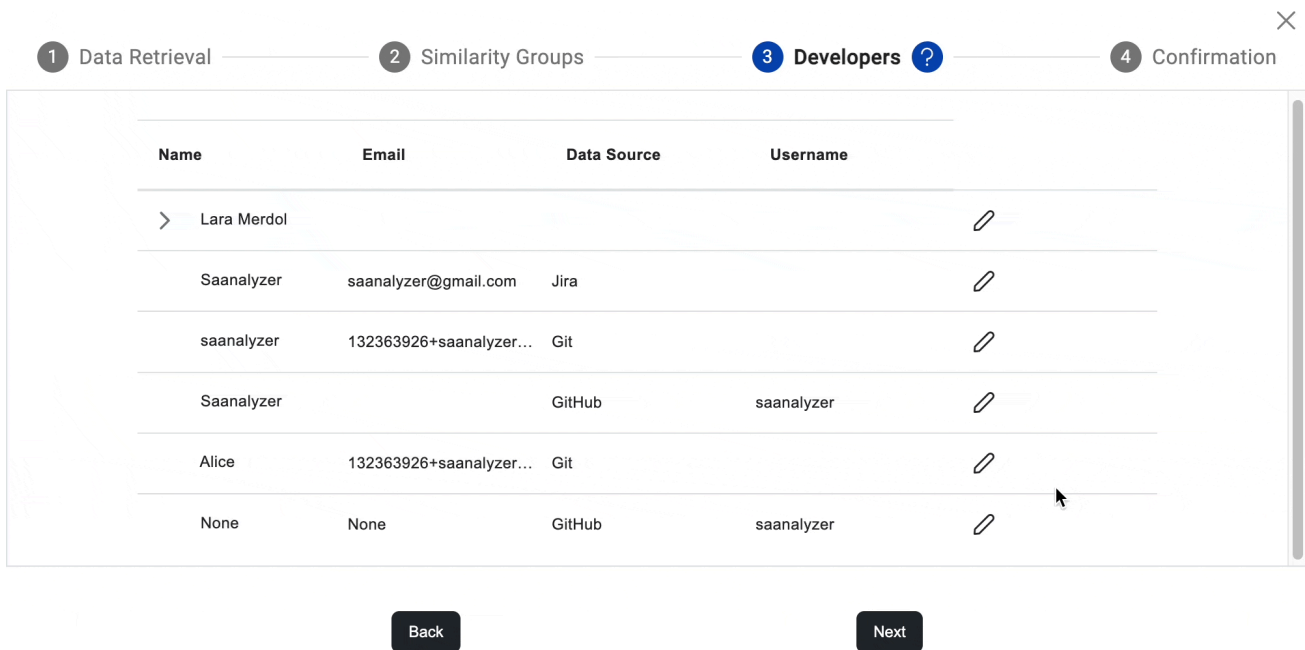 1 Data Retrieval 2 Similarity Groups 3 Developers ? 4 Confirmation
Name Email Data Source Username
Lara Merdol
Saanalyzer saanalyzer@gmail.com Jira
saanalyzer 132363926+saanalyzer... Git
Saanalyzer GitHub saanalyzer
Alice 132363926+saanalyzer... Git
None None GitHub saanalyzer
Back Next